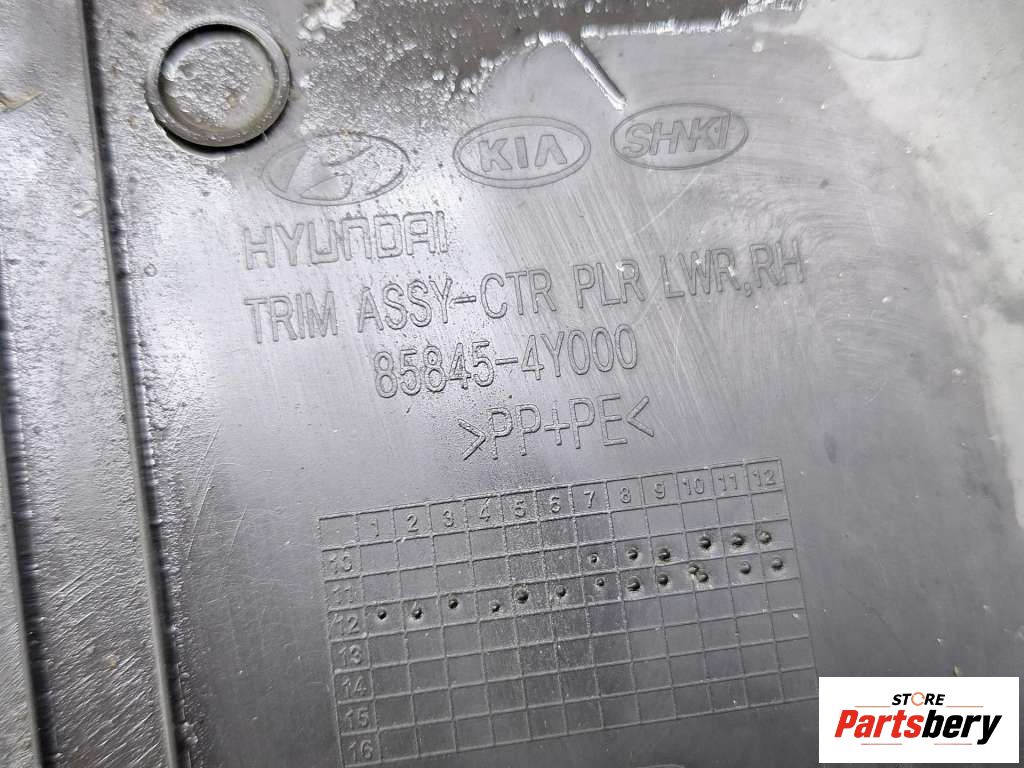 KIA
SHNKI
HYUNDAI
TRIM ASSY-CTR PLR LWR,RH
85845-4Y000
>PP+PE<
1 2 3 4 5 6 7 8 9 10 11 12
10
11
12
13
14
15
16
STORE
Partsbery